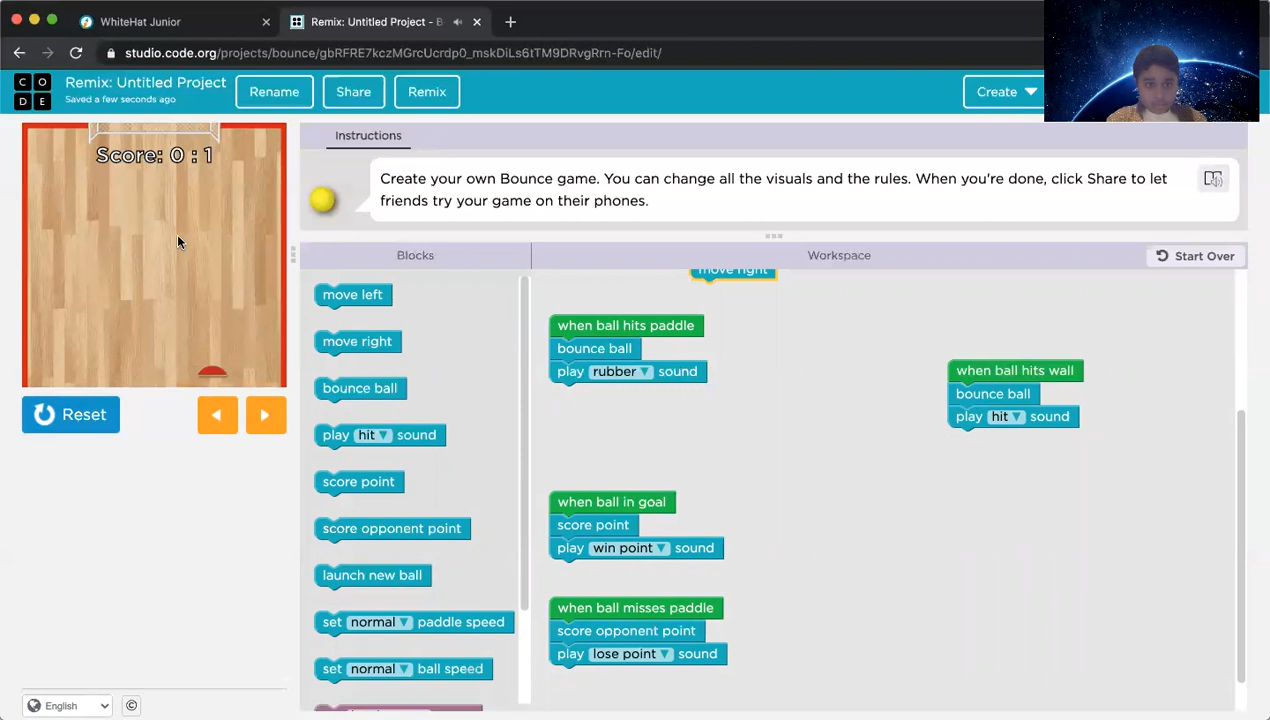 WhiteHat Junior
Remix: Untitled Project - B
studio.code.org/projects/bounce/gbRFRE7kczMGrcUcrdp0_mskDiLs6tTM9DRvgRrn-Fo/edit/
C O
D E
Remix: Untitled Project
Saved a few seconds ago
Rename
Share
Remix
Create
Score: 0 : 1
Reset
Instructions
Create your own Bounce game. You can change all the visuals and the rules. When you're done, click Share to let
friends try your game on their phones.
Blocks
Workspace
Start Over
move left
move right
bounce ball
play hit sound
score point
score opponent point
launch new ball
set normal paddle speed
set normal ball speed
move right
when ball hits paddle
bounce ball
play rubber sound
when ball hits wall
bounce ball
play hit sound
when ball in goal
score point
play win point sound
when ball misses paddle
score opponent point
play lose point sound
English
©